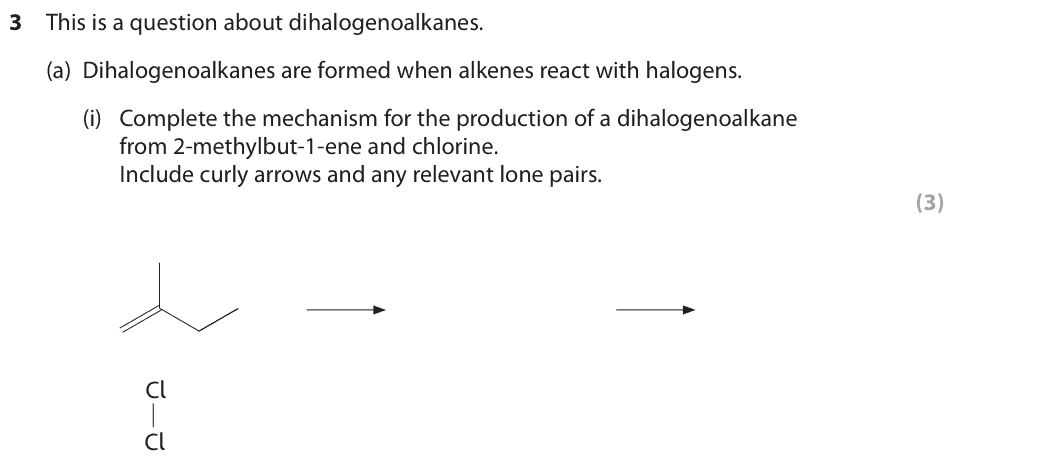 3 This is a question about dihalogenoalkanes.
(a) Dihalogenoalkanes are formed when alkenes react with halogens.
(i) Complete the mechanism for the production of a dihalogenoalkane
from 2-methylbut-1-ene and chlorine.
Include curly arrows and any relevant lone pairs.
(3)
Cl
Cl